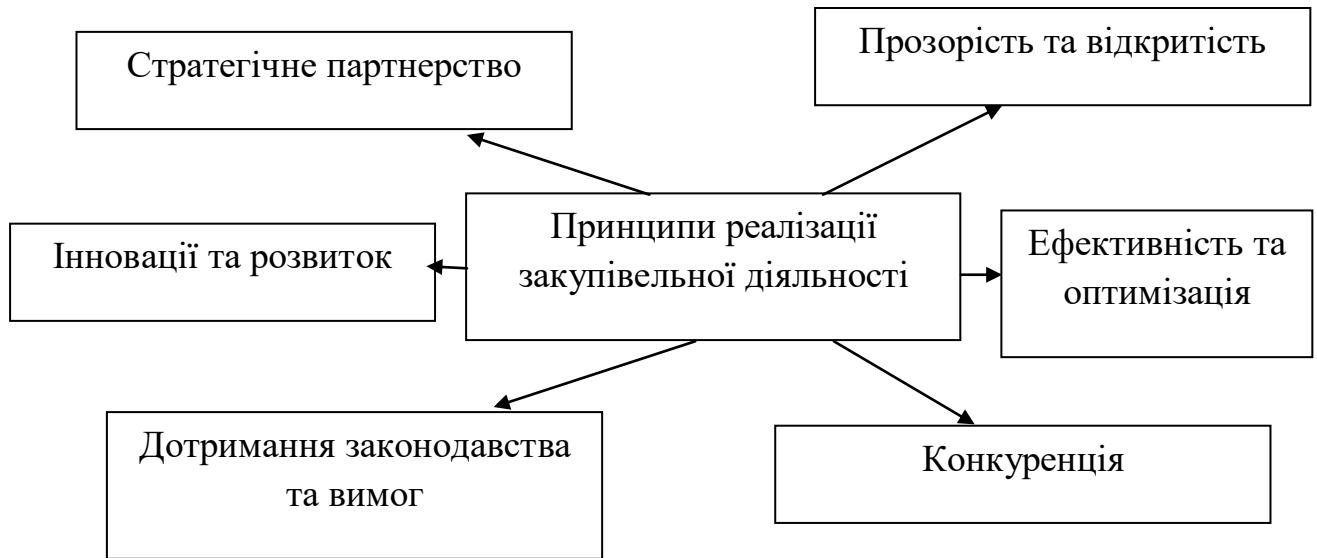 Прозорість та відкритість
Стратегічне партнерство
Принципи реалізації
закупівельної діяльності
Ефективність та
оптимізація
Інновації та розвиток
Дотримання законодавства
та вимог
Конкуренція